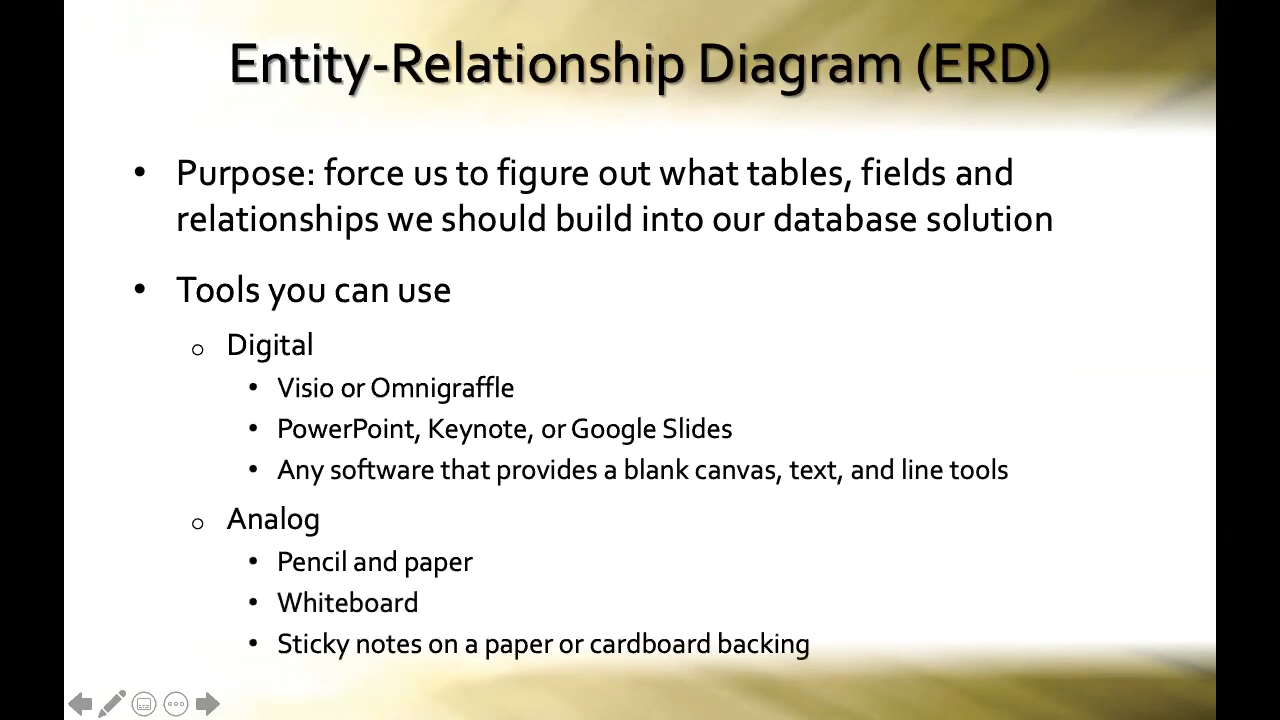 Entity-Relationship Diagram (ERD)
• Purpose: force us to figure out what tables, fields and
relationships we should build into our database solution
• Tools you can use
o Digital
• Visio or Omnigraffle
• PowerPoint, Keynote, or Google Slides
• Any software that provides a blank canvas, text, and line tools
o Analog
• Pencil and paper
• Whiteboard
• Sticky notes on a paper or cardboard backing